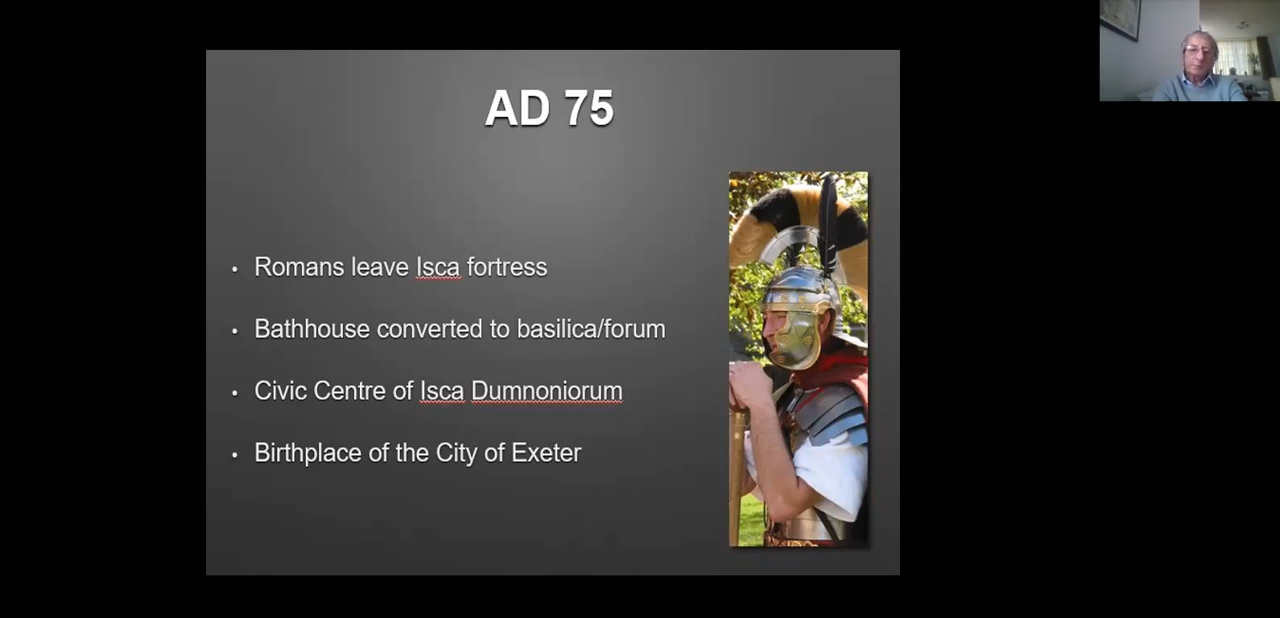 AD 75
• Romans leave Isca fortress
• Bathhouse converted to basilica/forum
• Civic Centre of Isca Dumnoniorum
• Birthplace of the City of Exeter